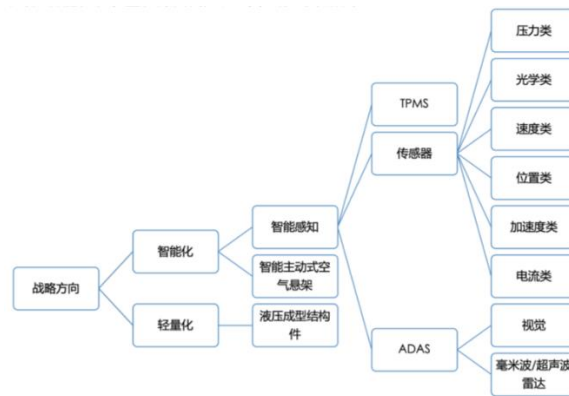 压力类
光学类
TPMS
速度类
传感器
位置类
智能感知
加速度类
智能化
智能主动式空
气悬架
电流类
战略方向
轻量化
液压成型结构
件
视觉
ADAS
毫米波/超声波
雷达